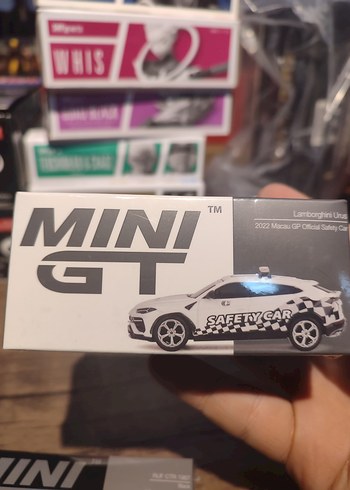 WHIS
MINI
GT
TM
Lamborghini Urus
2022 Macau GP Official Safety Car
SAFETY CAR
MINI